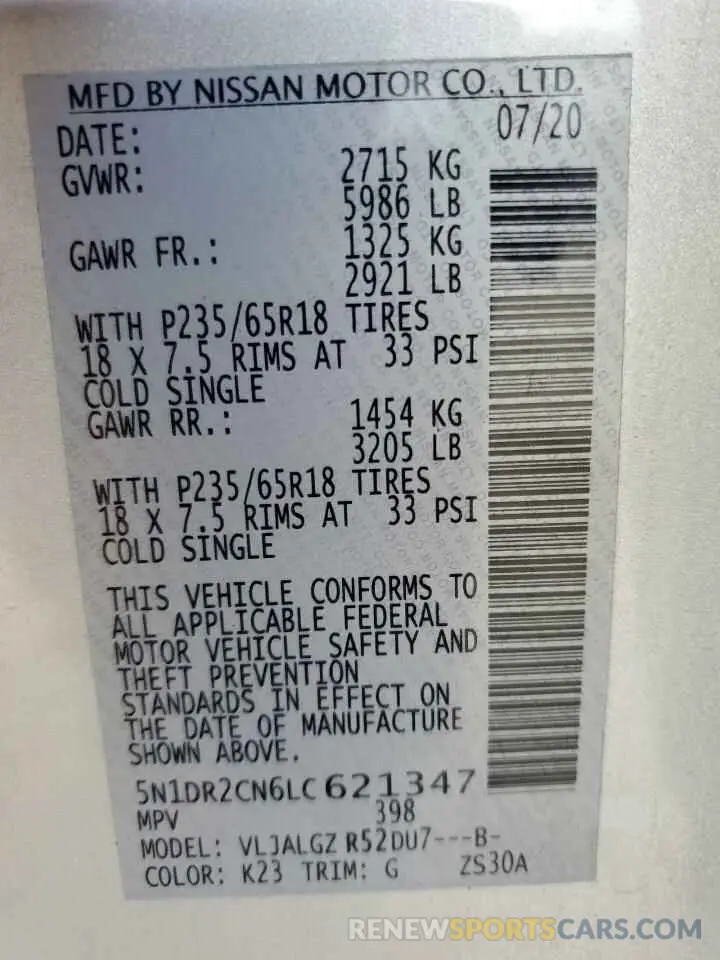 MFD BY NISSAN MOTOR CO., LTD.
DATE: 07/20
GVWR: 2715 KG
5986 LB
GAWR FR.: 1325 KG
2921 LB
WITH P235/65R18 TIRES
18 X 7.5 RIMS AT 33 PSI
COLD SINGLE
GAWR RR.: 1454 KG
3205 LB
WITH P235/65R18 TIRES
18 X 7.5 RIMS AT 33 PSI
COLD SINGLE
THIS VEHICLE CONFORMS TO
ALL APPLICABLE FEDERAL
MOTOR VEHICLE SAFETY AND
THEFT PREVENTION
STANDARDS IN EFFECT ON
THE DATE OF MANUFACTURE
SHOWN ABOVE.
5N1DR2CN6LC621347
MPV 398
MODEL: VLJALGZ R52DU7---B-
COLOR: K23 TRIM: G ZS30A
RENEWSPORTSCARS.COM